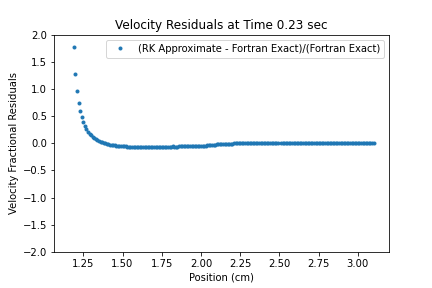 Velocity Residuals at Time 0.23 sec
(RK Approximate - Fortran Exact)/(Fortran Exact)
Velocity Fractional Residuals
2.0
1.5
1.0
0.5
0.0
−0.5
−1.0
−1.5
−2.0
1.25 1.50 1.75 2.00 2.25 2.50 2.75 3.00
Position (cm)